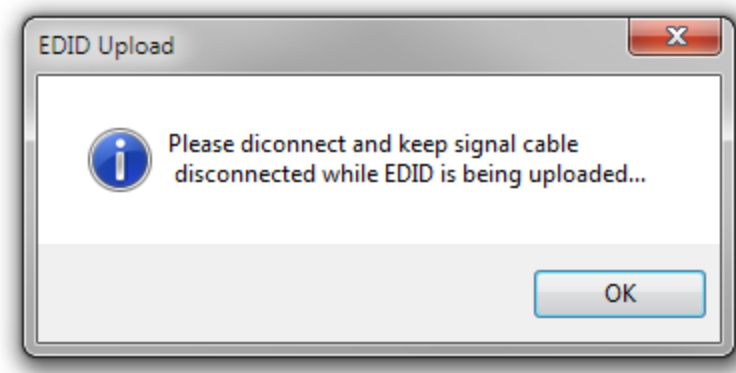 EDID Upload
Please diconnect and keep signal cable
disconnected while EDID is being uploaded...
OK